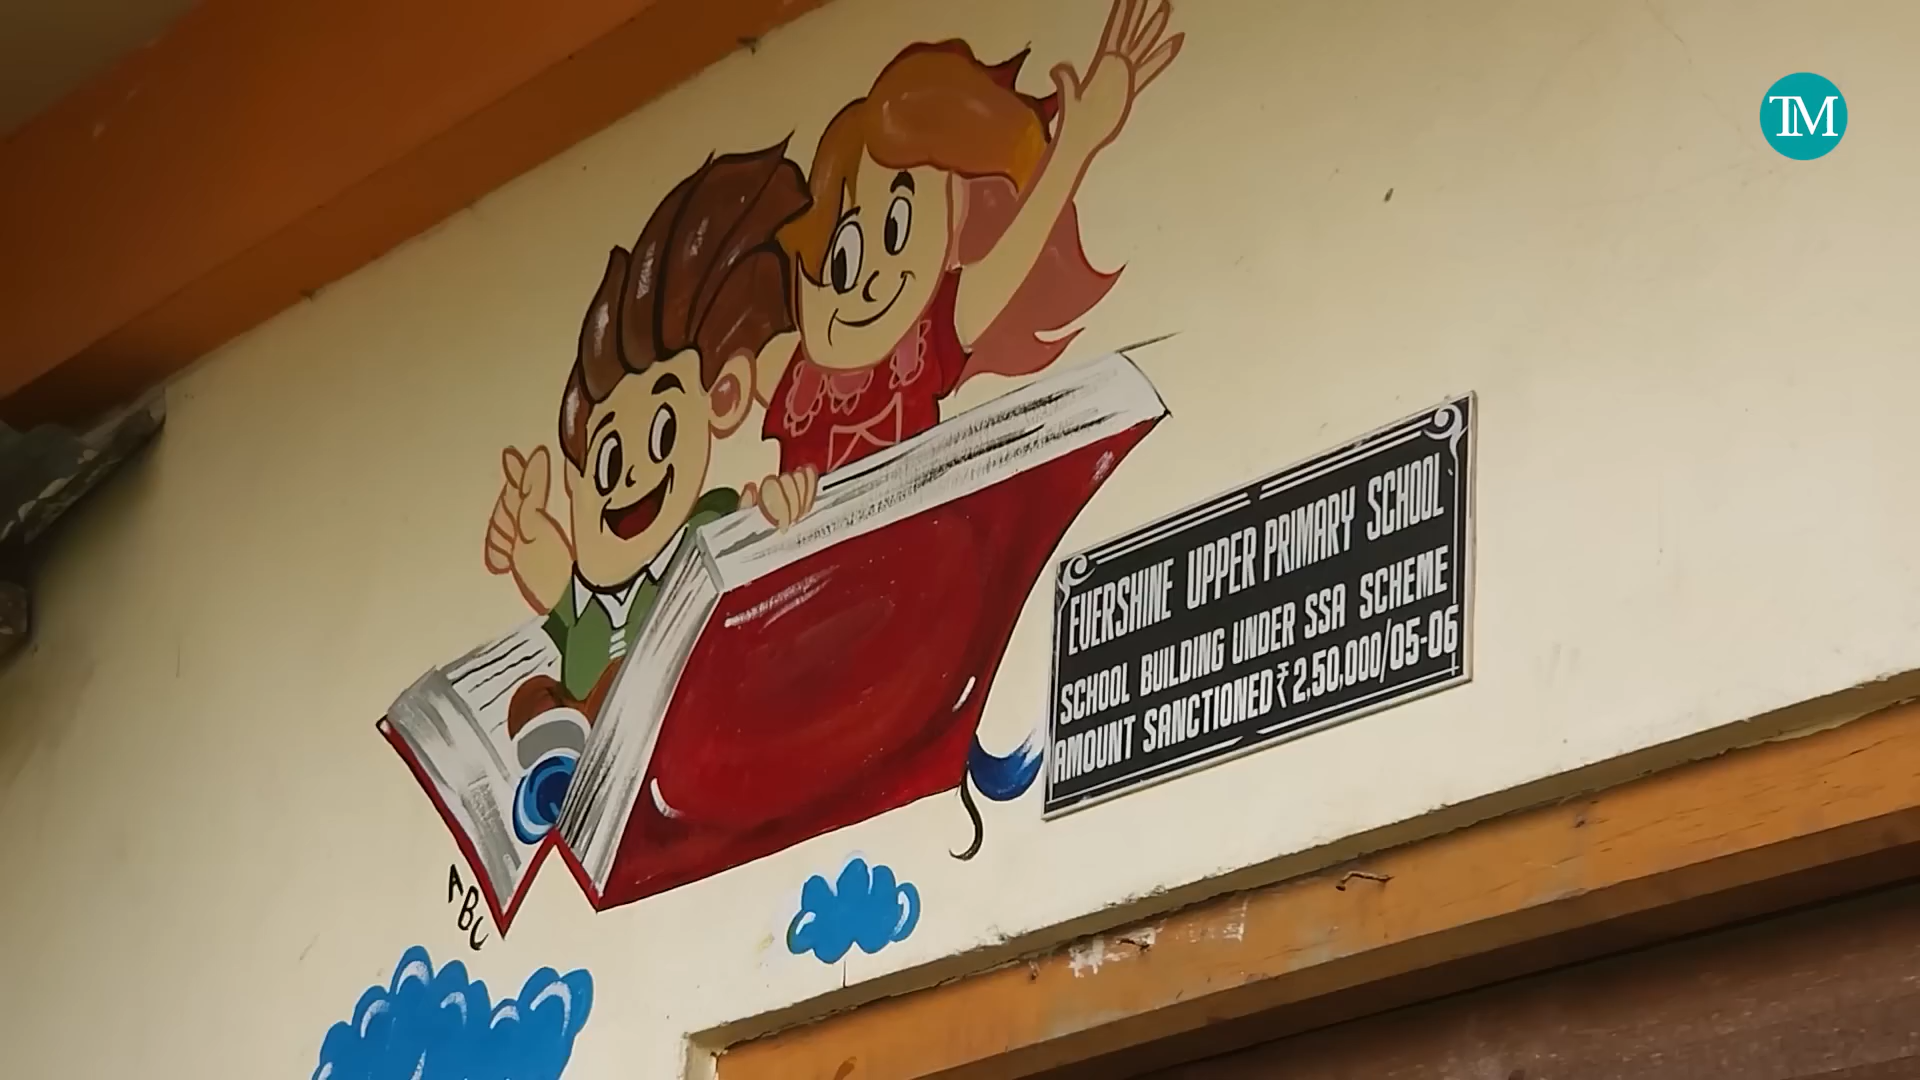 TM
EVERSHINE UPPER PRIMARY SCHOOL
SCHOOL BUILDING UNDER SSA SCHEME
AMOUNT SANCTIONED ₹ 2,50,000/05-06
ABC